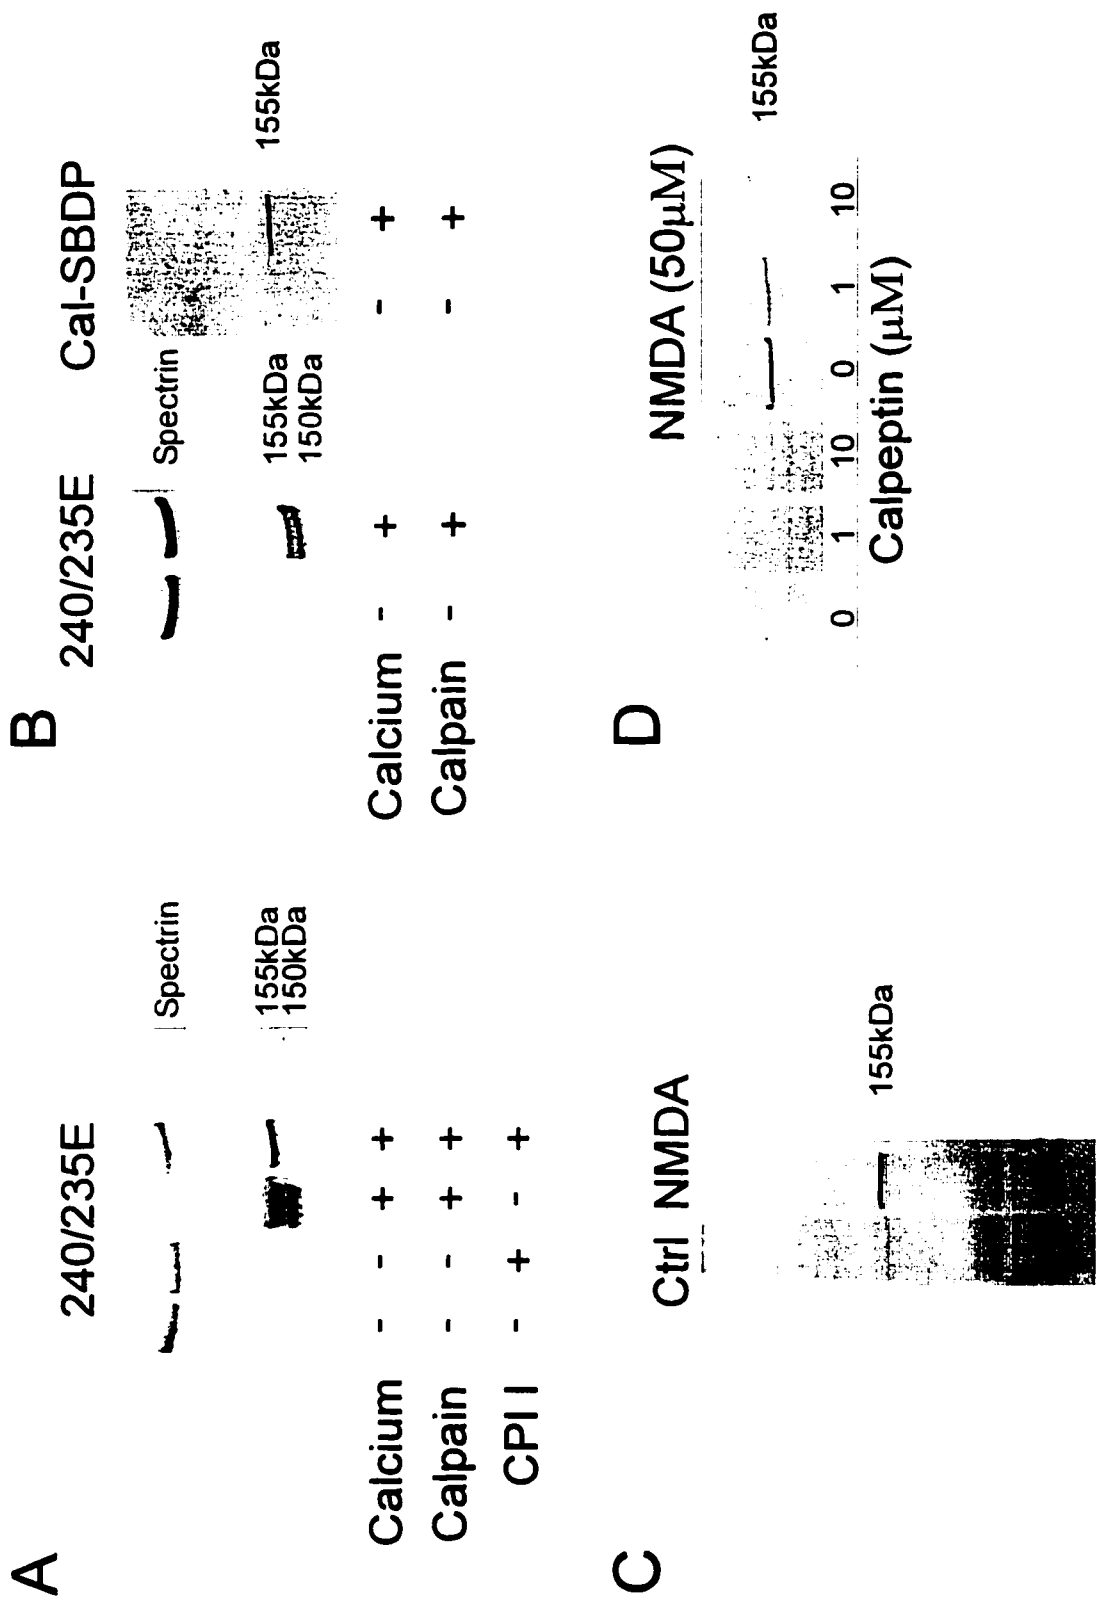 A
240/235E
Spectrin
155kDa
150kDa
Calcium - - + +
Calpain - - + +
CPI I - + - +
B
240/235E Cal-SBDP
Spectrin
155kDa
150kDa
155kDa
Calcium - + - +
Calpain - + - +
C
Ctrl NMDA
155kDa
D
NMDA (50μM)
155kDa
0 1 10 0 1 10
Calpeptin (μM)